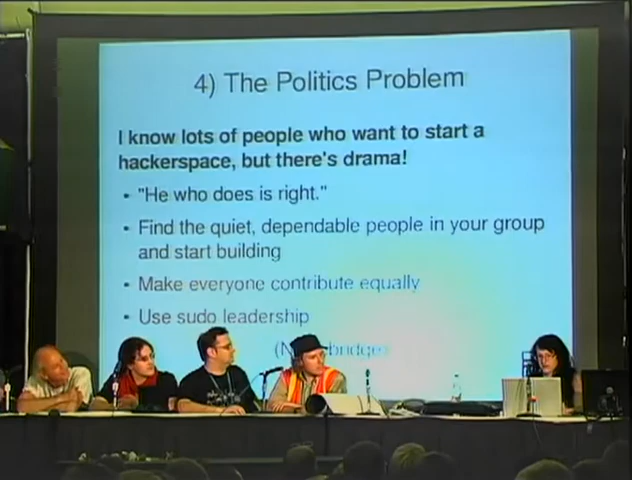 4) The Politics Problem
I know lots of people who want to start a
hackerspace, but there's drama!
• "He who does is right."
• Find the quiet, dependable people in your group
and start building
• Make everyone contribute equally
• Use sudo leadership